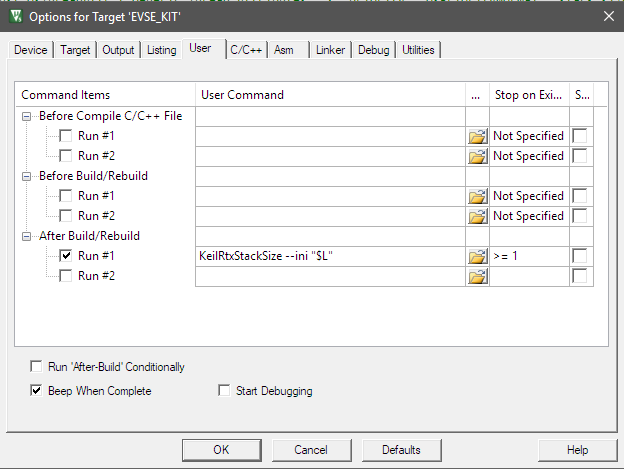 Options for Target 'EVSE_KIT'
Device Target Output Listing User C/C++ Asm Linker Debug Utilities
Command Items User Command ... Stop on Exi... S...
Before Compile C/C++ File
Run #1 Not Specified
Run #2 Not Specified
Before Build/Rebuild
Run #1 Not Specified
Run #2 Not Specified
After Build/Rebuild
Run #1 KeilRtxStackSize --ini "$L" >= 1
Run #2
Run 'After-Build' Conditionally
Beep When Complete Start Debugging
OK Cancel Defaults Help